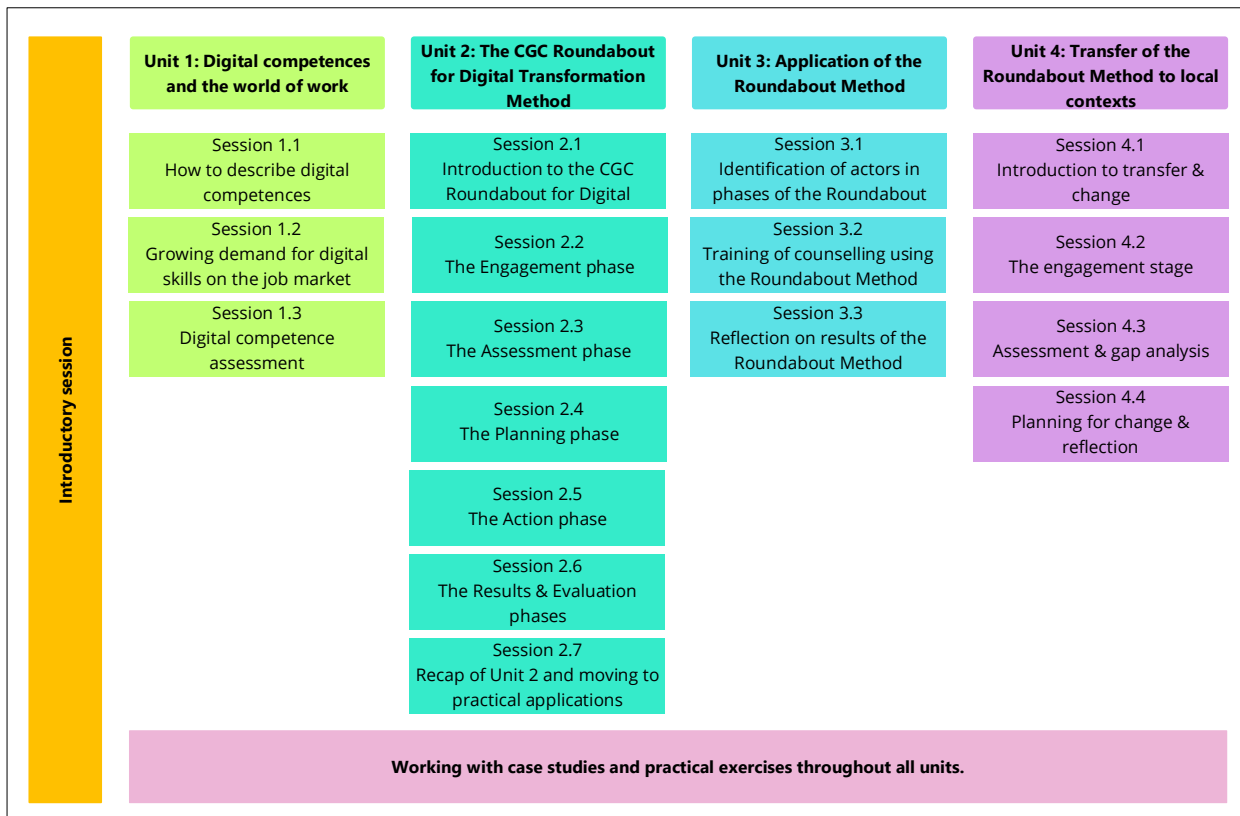 Introductory session
Unit 1: Digital competences
and the world of work
Session 1.1
How to describe digital
competences
Session 1.2
Growing demand for digital
skills on the job market
Session 1.3
Digital competence
assessment
Unit 2: The CGC Roundabout
for Digital Transformation
Method
Session 2.1
Introduction to the CGC
Roundabout for Digital
Session 2.2
The Engagement phase
Session 2.3
The Assessment phase
Session 2.4
The Planning phase
Session 2.5
The Action phase
Session 2.6
The Results & Evaluation
phases
Session 2.7
Recap of Unit 2 and moving to
practical applications
Unit 3: Application of the
Roundabout Method
Session 3.1
Identification of actors in
phases of the Roundabout
Session 3.2
Training of counselling using
the Roundabout Method
Session 3.3
Reflection on results of the
Roundabout Method
Unit 4: Transfer of the
Roundabout Method to local
contexts
Session 4.1
Introduction to transfer &
change
Session 4.2
The engagement stage
Session 4.3
Assessment & gap analysis
Session 4.4
Planning for change &
reflection
Working with case studies and practical exercises throughout all units.